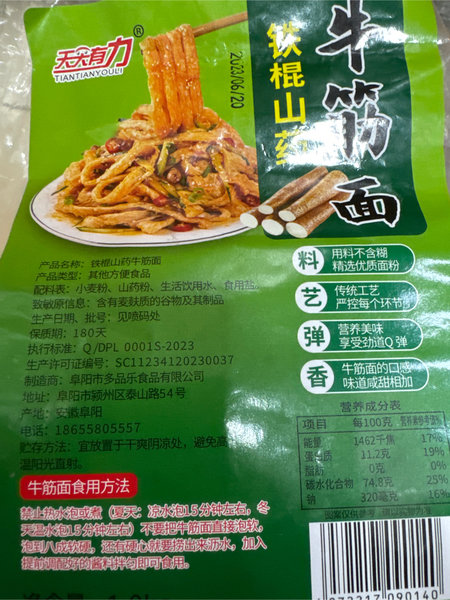 天众有力®
TIANTIANYOULI
2023/06/20
铁棍山药
牛筋面
料 用料不含糊
精选优质面粉
艺 传统工艺
严控每个环节
弹 营养美味
享受劲道Q弹
香 牛筋面的口感
味道咸甜相加
产品名称：铁棍山药牛筋面
产品类型：其他方便食品
配料表：小麦粉、山药粉、生活饮用水、食用盐。
致敏原信息：含有麸质的谷物及其制品
生产日期、批号：见喷码处
保质期：180天
执行标准：Q/DPL 0001S-2023
生产许可证编号：SC11234120230037
制造商：阜阳市多品乐食品有限公司
地址：阜阳市颍州区泰山路54号
产地：安徽阜阳
电话：18655805557
贮存方法：宜放置于干爽阴凉处，避免高
温阳光直射。
营养成分表
项目 每100克 营养素参考值%
能量 1462千焦 17%
蛋白质 11.2克 19%
脂肪 0克 0%
碳水化合物 74.8克 25%
钠 320毫克 16%
图案仅供参考
牛筋面食用方法
禁止热水泡或煮（夏天：凉水泡15分钟左右，冬
天温水泡15分钟左右）不要把牛筋面直接泡软，
泡到八成软硬，还有硬心就要捞出来沥水，加入
提前调配好的酱料拌匀即可食用。
090140